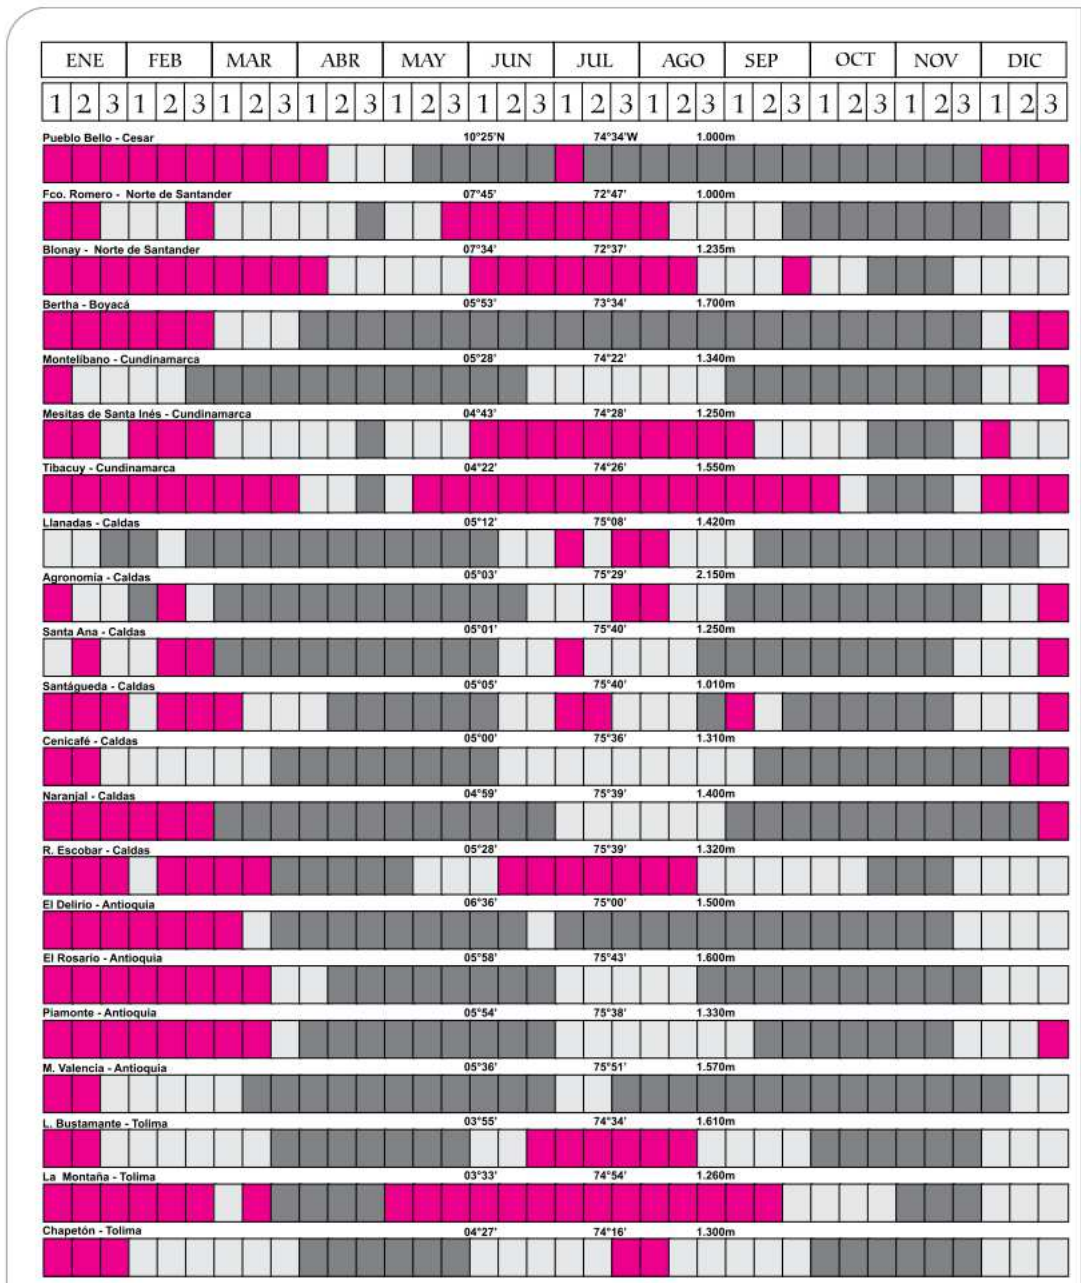 ENE FEB MAR ABR MAY JUN JUL AGO SEP OCT NOV DIC
1 2 3 1 2 3 1 2 3 1 2 3 1 2 3 1 2 3 1 2 3 1 2 3 1 2 3 1 2 3 1 2 3 1 2 3
Pueblo Bello - Cesar 10°25'N 74°34'W 1.000m
Fco. Romero - Norte de Santander 07°45' 72°47' 1.000m
Blonay - Norte de Santander 07°34' 72°37' 1.235m
Bertha - Boyacá 05°53' 73°34' 1.700m
Montelíbano - Cundinamarca 05°28' 74°22' 1.340m
Mesitas de Santa Inés - Cundinamarca 04°43' 74°28' 1.250m
Tibacuy - Cundinamarca 04°22' 74°26' 1.550m
Llanadas - Caldas 05°12' 75°08' 1.420m
Agronomía - Caldas 05°03' 75°29' 2.150m
Santa Ana - Caldas 05°01' 75°40' 1.250m
Santágueda - Caldas 05°05' 75°40' 1.010m
Cenicafé - Caldas 05°00' 75°36' 1.310m
Naranjal - Caldas 04°59' 75°39' 1.400m
R. Escobar - Caldas 05°28' 75°39' 1.320m
El Delirio - Antioquia 06°36' 75°00' 1.500m
El Rosario - Antioquia 05°58' 75°43' 1.600m
Piamonte - Antioquia 05°54' 75°38' 1.330m
M. Valencia - Antioquia 05°36' 75°51' 1.570m
L. Bustamante - Tolima 03°55' 74°34' 1.610m
La Montaña - Tolima 03°33' 74°54' 1.260m
Chapetón - Tolima 04°27' 74°16' 1.300m